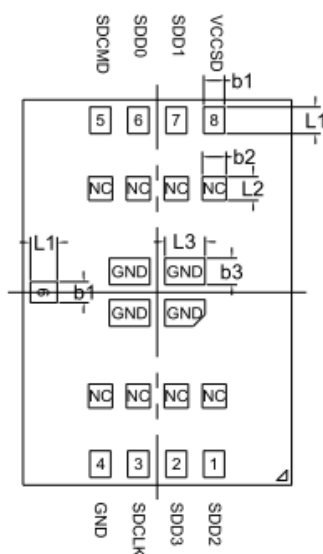 SDCMD SDD0 SDD1 VCCSD
b1
5 6 7 8 L1
b2
NC NC NC NC L2
L1 L3
GND GND b3
9 b1
GND GND
NC NC NC NC
4 3 2 1
GND SDCLK SDD3 SDD2